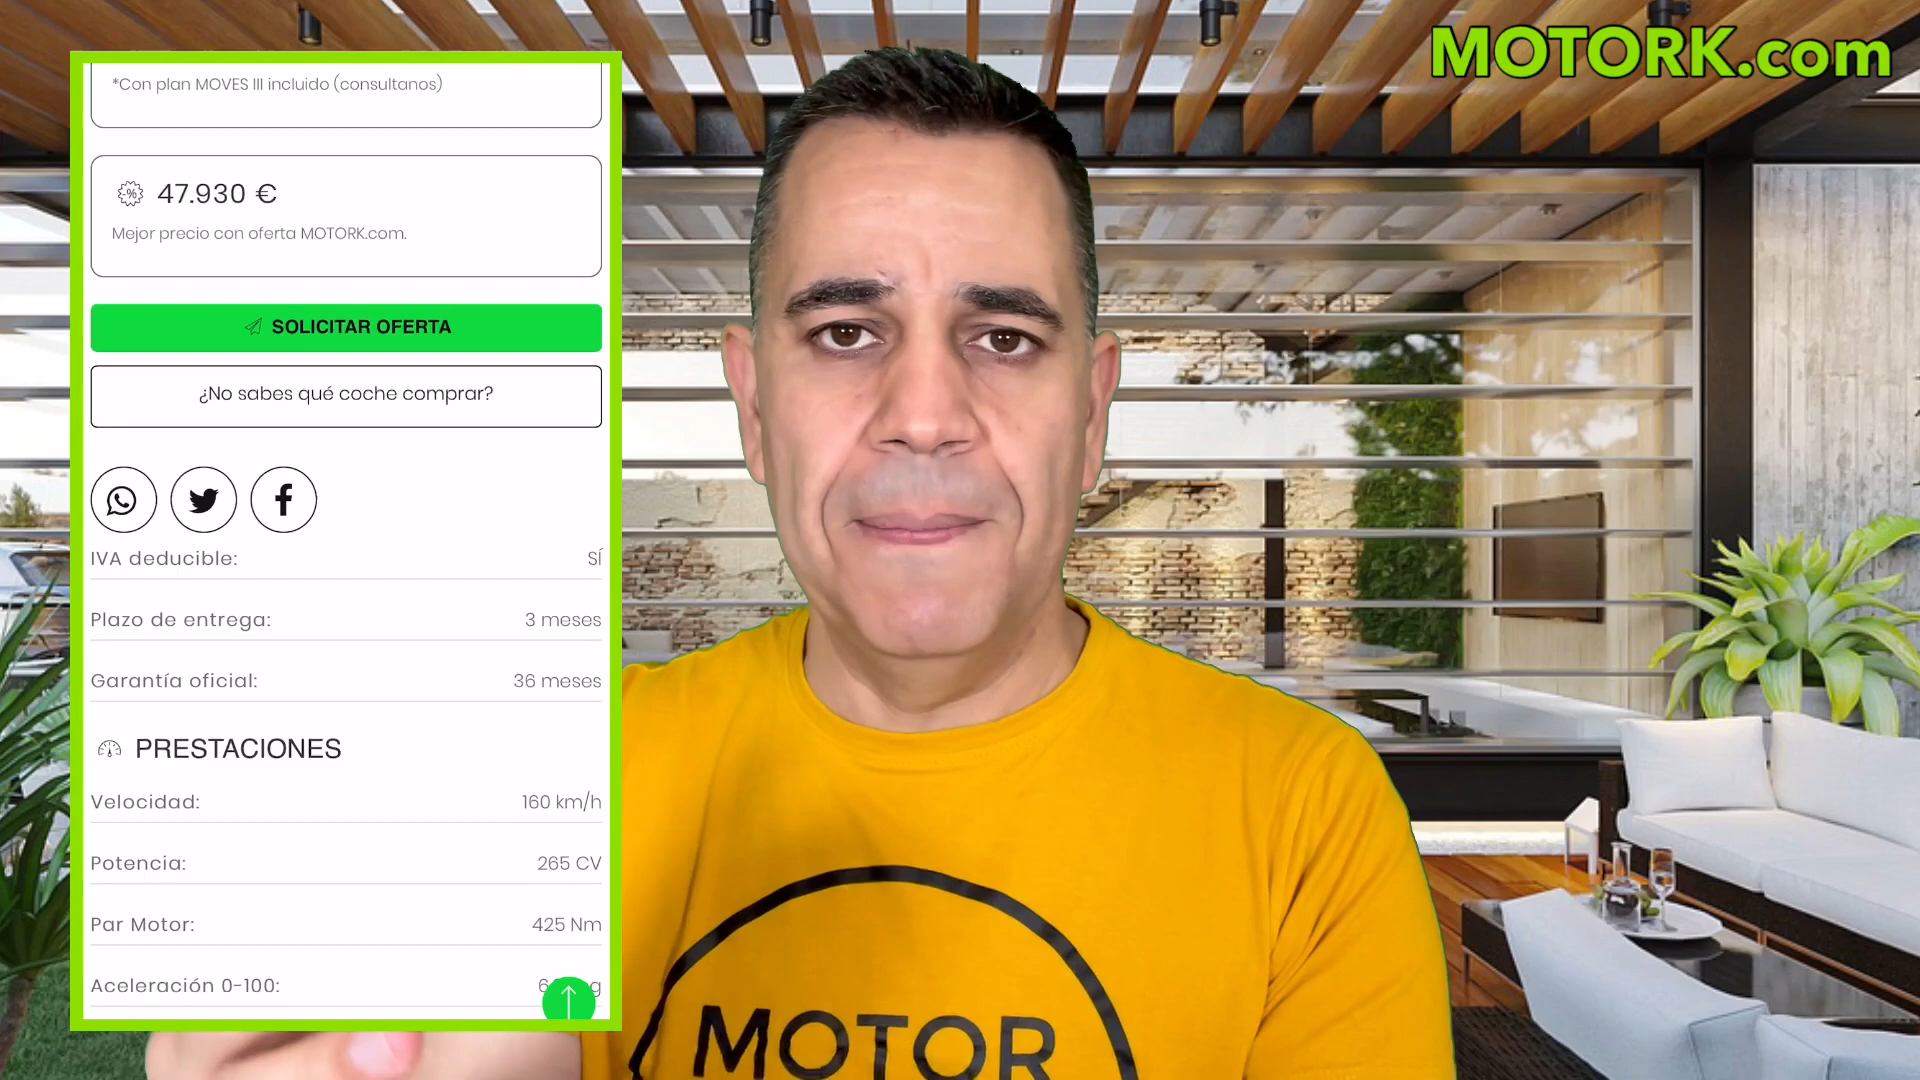 MOTORK.com
*Con plan MOVES III incluido (consultanos)
% 47.930 €
Mejor precio con oferta MOTORK.com.
SOLICITAR OFERTA
¿No sabes qué coche comprar?
IVA deducible: SÍ
Plazo de entrega: 3 meses
Garantía oficial: 36 meses
PRESTACIONES
Velocidad: 160 km/h
Potencia: 265 CV
Par Motor: 425 Nm
Aceleración 0-100:
MOTOR